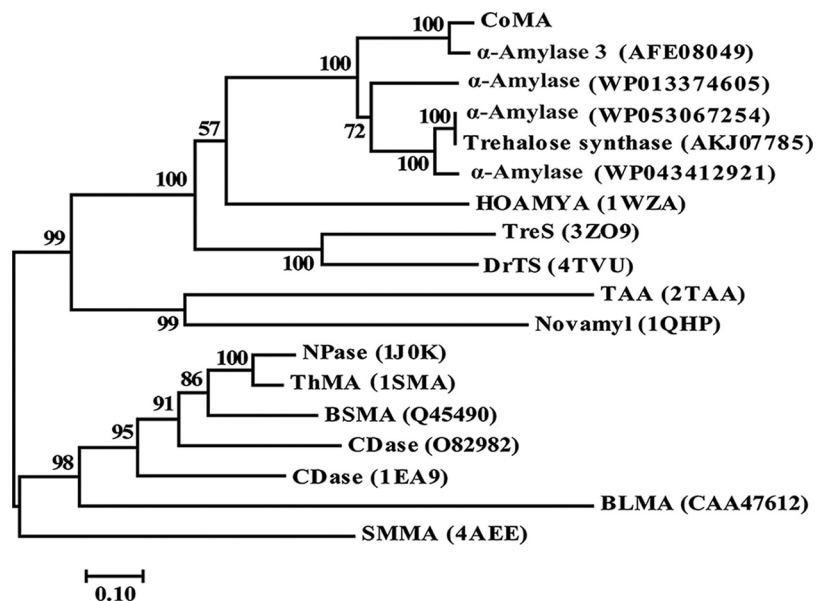 100 CoMA
α-Amylase 3 (AFE08049)
100
α-Amylase (WP013374605)
100 α-Amylase (WP053067254)
57
72
Trehalose synthase (AKJ07785)
100 α-Amylase (WP043412921)
100
HOAMYA (1WZA)
TreS (3ZO9)
99
100 DrTS (4TVU)
TAA (2TAA)
99 Novamyl (1QHP)
100 NPase (1J0K)
86 ThMA (1SMA)
91 BSMA (Q45490)
95 CDase (O82982)
98 CDase (1EA9)
BLMA (CAA47612)
SMMA (4AEE)
0.10